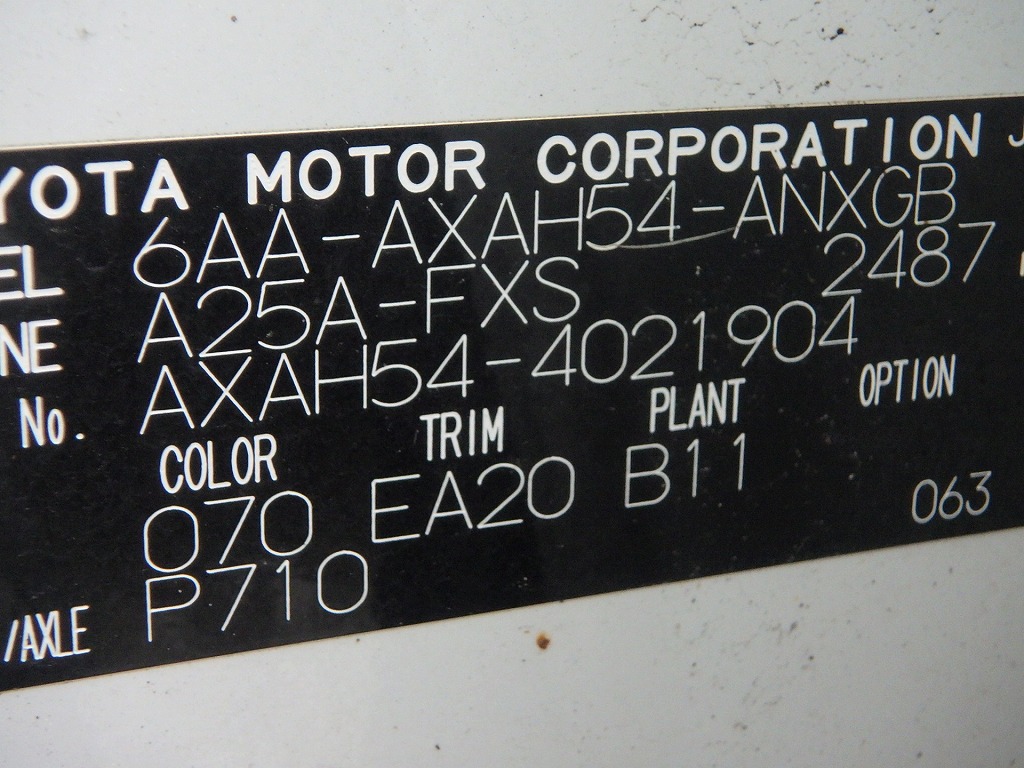 YOTA MOTOR CORPORATION J
EL 6AA-AXAH54-ANXGB
NE A25A-FXS 2487
No. AXAH54-4021904
COLOR TRIM PLANT OPTION
070 EA20 B11 063
/AXLE P710